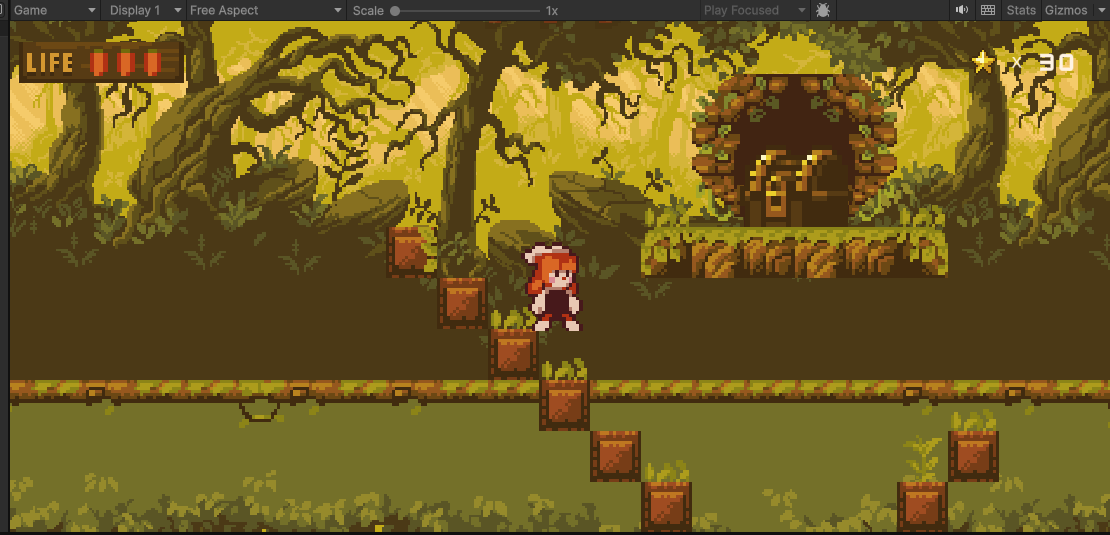 Game Display 1 Free Aspect Scale 1x Play Focused Stats Gizmos
LIFE
x 30